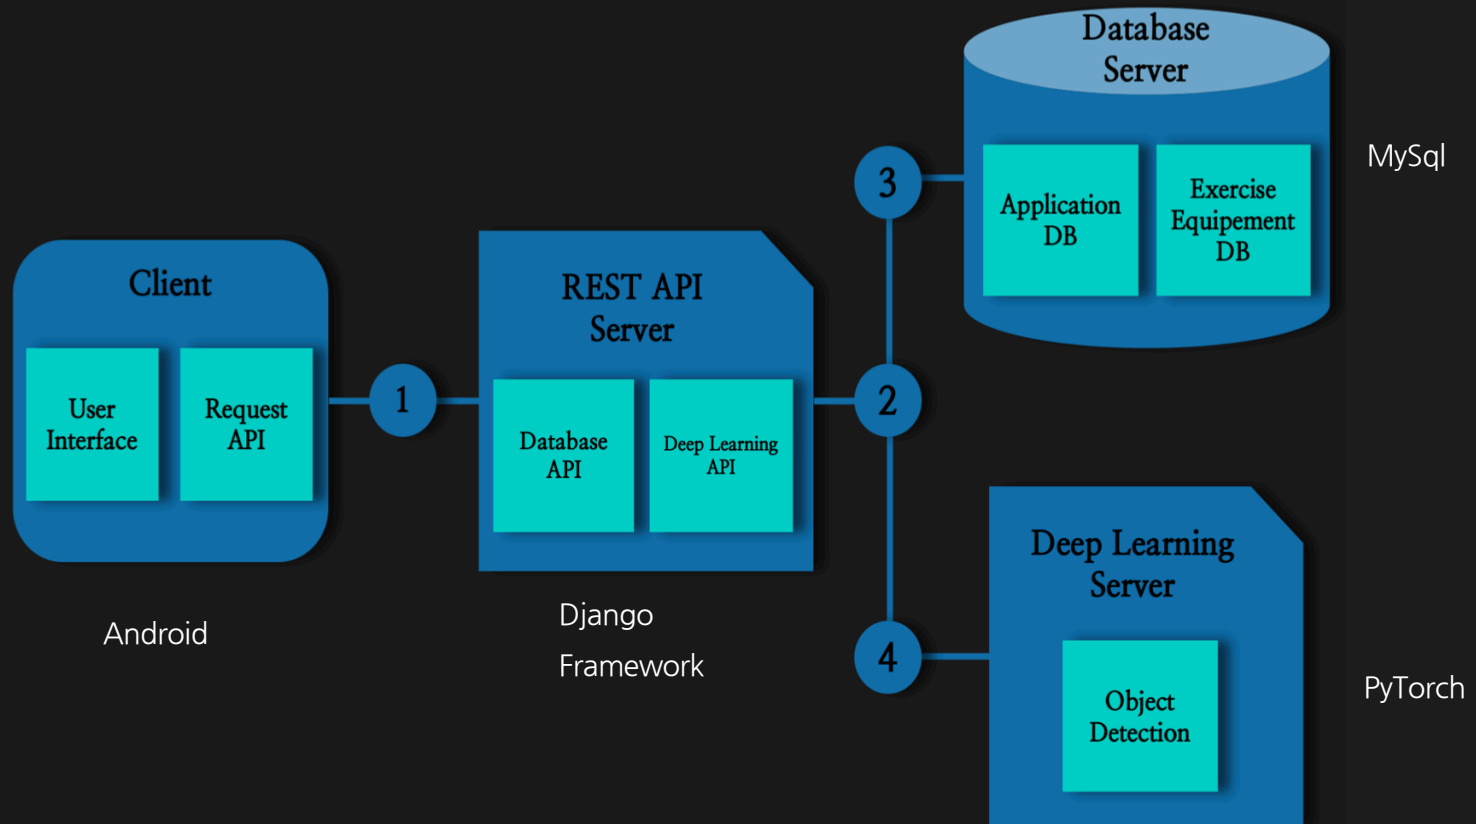 Client
User
Interface
Request
API
Android
1
REST API
Server
Database
API
Deep Learning
API
Django
Framework
2
3
4
Database
Server
Application
DB
Exercise
Equipement
DB
MySql
Deep Learning
Server
Object
Detection
PyTorch